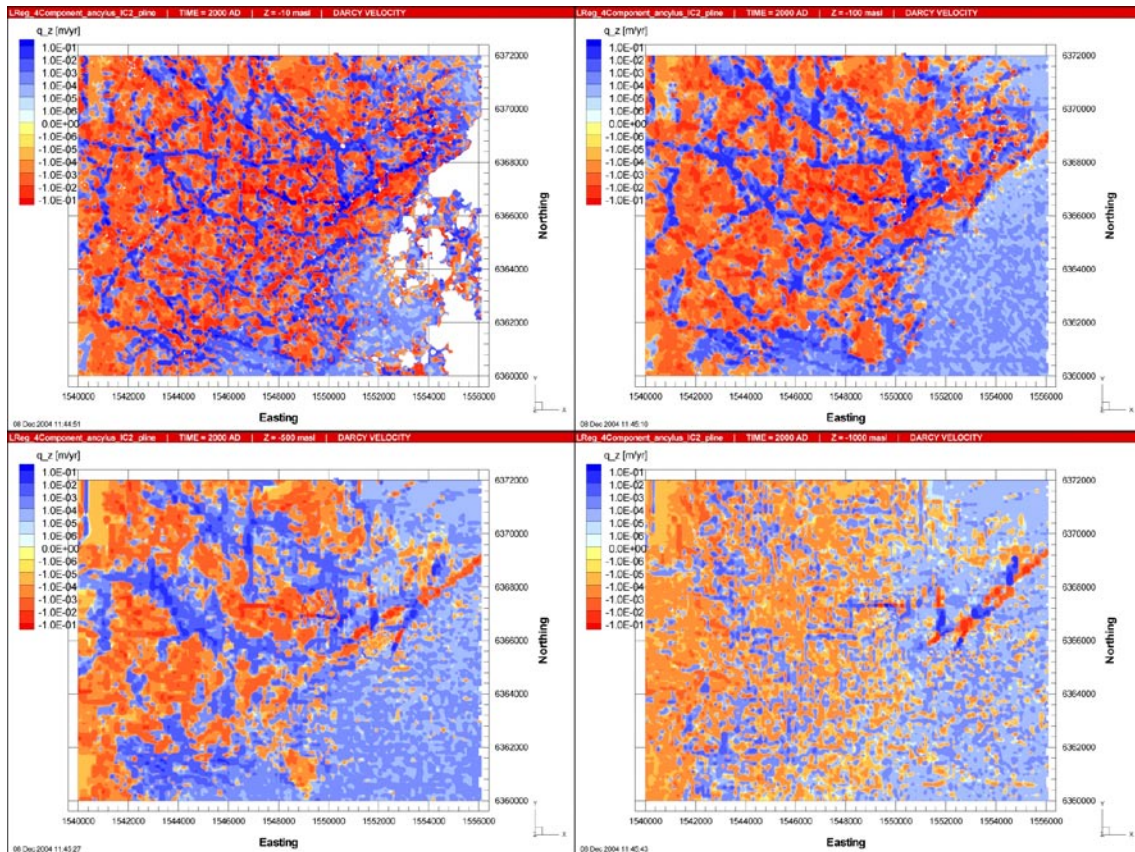 LReg_4Component_ancylus_IC2_pline | TIME = 2000 AD | Z = -10 masl | DARCY VELOCITY
q_z [m/yr]
1.0E-01
1.0E-02
1.0E-03
1.0E-04
1.0E-05
1.0E-06
0.0E+00
-1.0E-06
-1.0E-05
-1.0E-04
-1.0E-03
-1.0E-02
-1.0E-01
6372000
6370000
6368000
6366000
6364000
6362000
6360000
Northing
1540000 1542000 1544000 1546000 1548000 1550000 1552000 1554000 1556000
Easting
Y
Z X
08 Dec 2004 11:44:51
LReg_4Component_ancylus_IC2_pline | TIME = 2000 AD | Z = -100 masl | DARCY VELOCITY
q_z [m/yr]
1.0E-01
1.0E-02
1.0E-03
1.0E-04
1.0E-05
1.0E-06
0.0E+00
-1.0E-06
-1.0E-05
-1.0E-04
-1.0E-03
-1.0E-02
-1.0E-01
6372000
6370000
6368000
6366000
6364000
6362000
6360000
Northing
1540000 1542000 1544000 1546000 1548000 1550000 1552000 1554000 1556000
Easting
Y
Z X
08 Dec 2004 11:45:10
LReg_4Component_ancylus_IC2_pline | TIME = 2000 AD | Z = -500 masl | DARCY VELOCITY
q_z [m/yr]
1.0E-01
1.0E-02
1.0E-03
1.0E-04
1.0E-05
1.0E-06
0.0E+00
-1.0E-06
-1.0E-05
-1.0E-04
-1.0E-03
-1.0E-02
-1.0E-01
6372000
6370000
6368000
6366000
6364000
6362000
6360000
Northing
1540000 1542000 1544000 1546000 1548000 1550000 1552000 1554000 1556000
Easting
Y
Z X
08 Dec 2004
LReg_4Component_ancylus_IC2_pline | TIME = 2000 AD | Z = -1000 masl | DARCY VELOCITY
q_z [m/yr]
1.0E-01
1.0E-02
1.0E-03
1.0E-04
1.0E-05
1.0E-06
0.0E+00
-1.0E-06
-1.0E-05
-1.0E-04
-1.0E-03
-1.0E-02
-1.0E-01
6372000
6370000
6368000
6366000
6364000
6362000
6360000
Northing
1540000 1542000 1544000 1546000 1548000 1550000 1552000 1554000 1556000
Easting
Y
Z X
08 Dec 2004 11:45:43